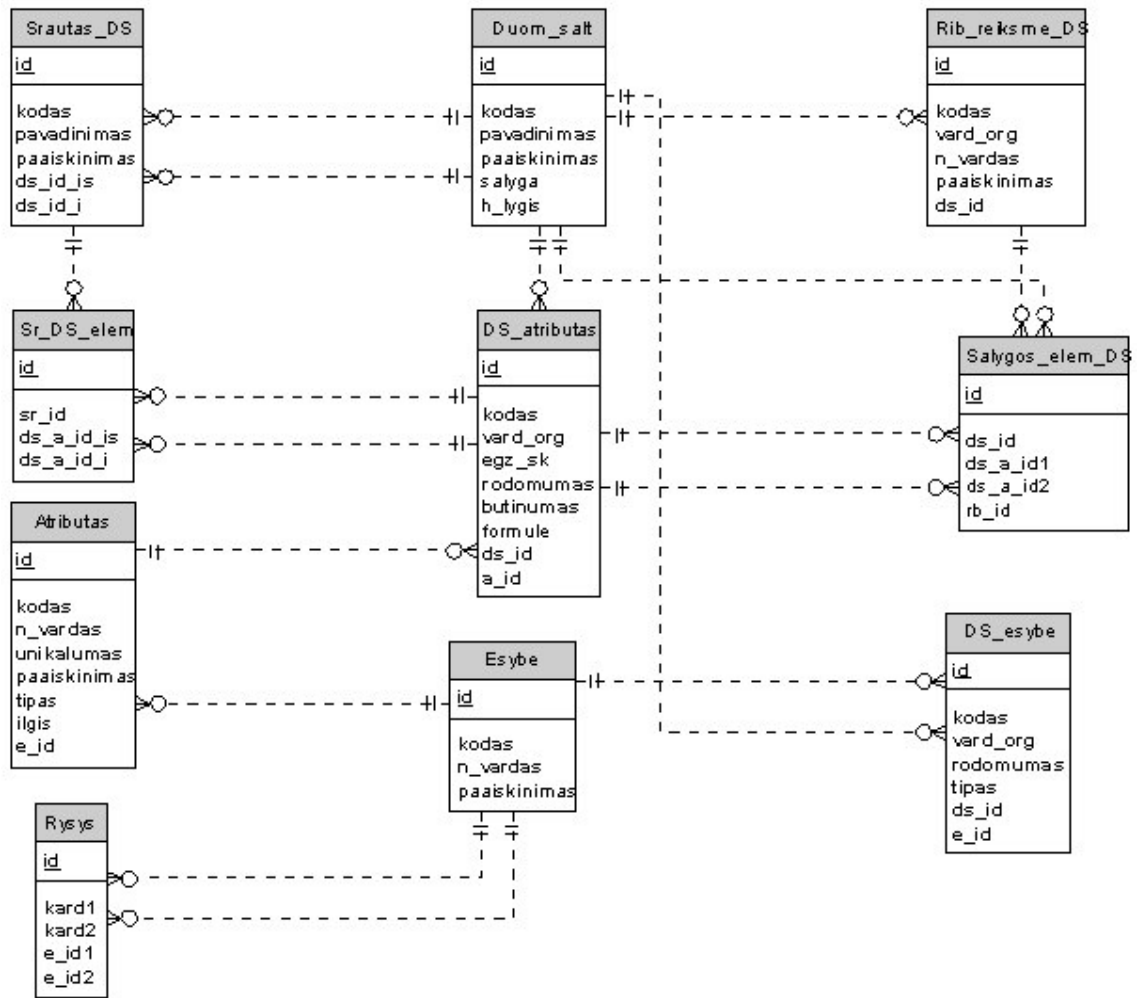 Srautas_DS
id
kodas
pavadinimas
paaiskinimas
ds_id_is
ds_id_i
Duom_salt
id
kodas
pavadinimas
paaiskinimas
salyga
h_lygis
Rib_reiksme_DS
id
kodas
vard_org
n_vardas
paaiskinimas
ds_id
Sr_DS_elem
id
sr_id
ds_a_id_is
ds_a_id_i
DS_atributas
id
kodas
vard_org
egz_sk
rodomumas
butinumas
formule
ds_id
a_id
Salygos_elem_DS
id
ds_id
ds_a_id1
ds_a_id2
rb_id
Atributas
id
kodas
n_vardas
unikalumas
paaiskinimas
tipas
ilgis
e_id
Esybe
id
kodas
n_vardas
paaiskinimas
DS_esybe
id
kodas
vard_org
rodomumas
tipas
ds_id
e_id
Rysys
id
kard1
kard2
e_id1
e_id2